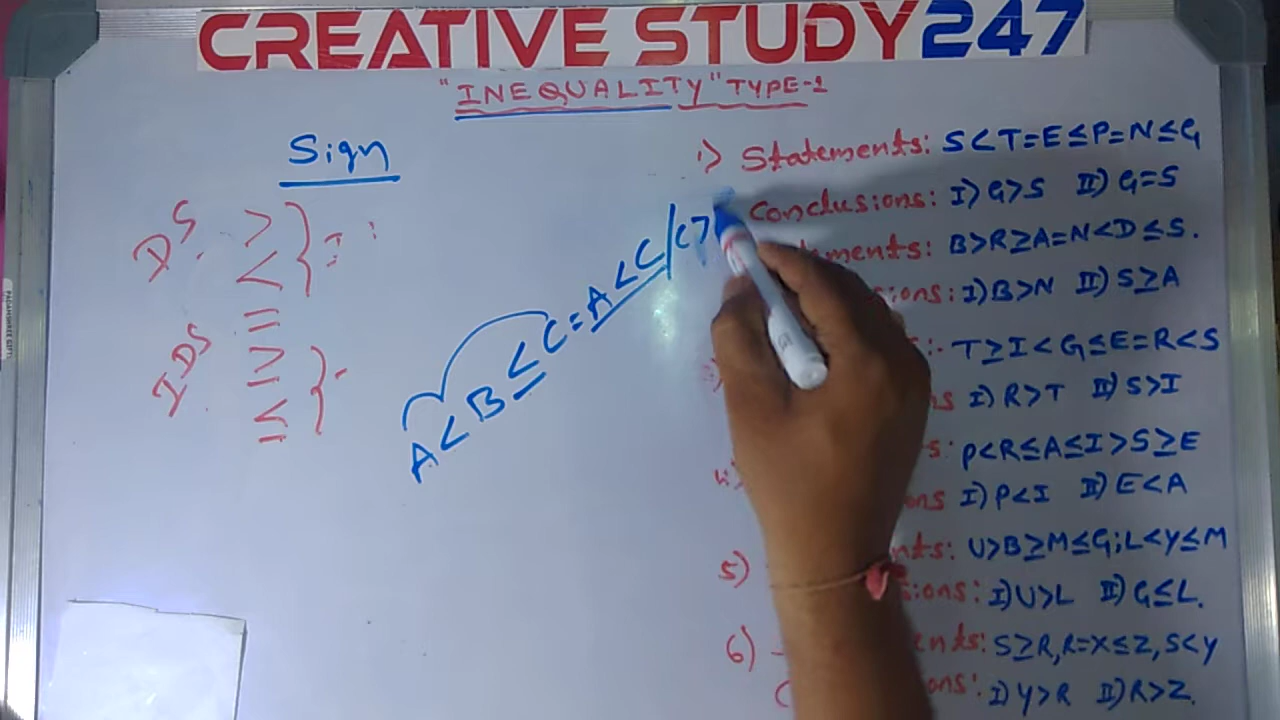 CREATIVE STUDY247
"INEQUALITY" TYPE-1
Sign
DS
>
<
=
IDS
≥
≤
A<B≤C=A<C/C>
1) Statements: S<T=E≤P=N≤G
Conclusions: I) G>S II) G=S
B>R≥A=N<D≤S.
I) B>N II) S≥A
T≥I<G≤E=R<S
I) R>T II) S>I
P<R≤A≤I>S≥E
I) P<I II) E<A
5)
U>B≥M≤G; L<Y≤M
I) U>L II) G≤L.
6)
S≥R, R=X≤Z, S<Y
I) Y>R II) R>Z.